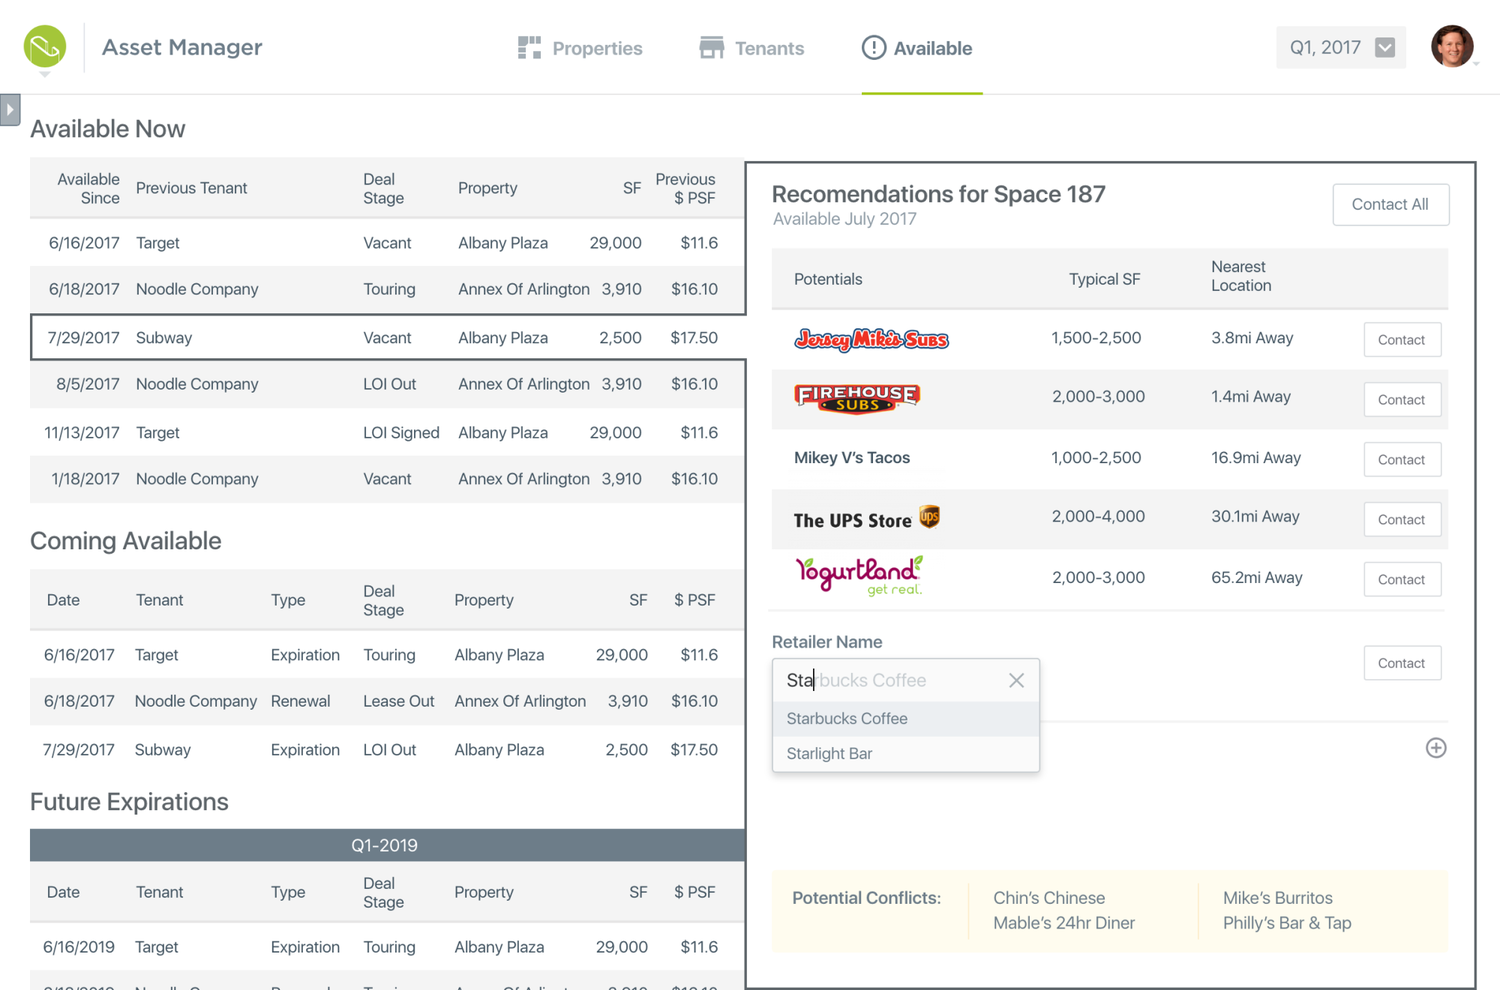 Asset Manager
Properties
Tenants
Available
Q1, 2017
Available Now
Available Since Previous Tenant Deal Stage Property SF Previous $ PSF
6/16/2017 Target Vacant Albany Plaza 29,000 $11.6
6/18/2017 Noodle Company Touring Annex Of Arlington 3,910 $16.10
7/29/2017 Subway Vacant Albany Plaza 2,500 $17.50
8/5/2017 Noodle Company LOI Out Annex Of Arlington 3,910 $16.10
11/13/2017 Target LOI Signed Albany Plaza 29,000 $11.6
1/18/2017 Noodle Company Vacant Annex Of Arlington 3,910 $16.10
Coming Available
Date Tenant Type Deal Stage Property SF $ PSF
6/16/2017 Target Expiration Touring Albany Plaza 29,000 $11.6
6/18/2017 Noodle Company Renewal Lease Out Annex Of Arlington 3,910 $16.10
7/29/2017 Subway Expiration LOI Out Albany Plaza 2,500 $17.50
Future Expirations
Q1-2019
Date Tenant Type Deal Stage Property SF $ PSF
6/16/2019 Target Expiration Touring Albany Plaza 29,000 $11.6
Recomendations for Space 187
Available July 2017
Contact All
Potentials Typical SF Nearest Location
Jersey Mike's Subs 1,500-2,500 3.8mi Away Contact
FIREHOUSE SUBS 2,000-3,000 1.4mi Away Contact
Mikey V's Tacos 1,000-2,500 16.9mi Away Contact
The UPS Store ups 2,000-4,000 30.1mi Away Contact
Yogurtland get real. 2,000-3,000 65.2mi Away Contact
Retailer Name
Starbucks Coffee
Contact
Starbucks Coffee
Starlight Bar
Potential Conflicts: Chin's Chinese Mike's Burritos
Mable's 24hr Diner Philly's Bar & Tap